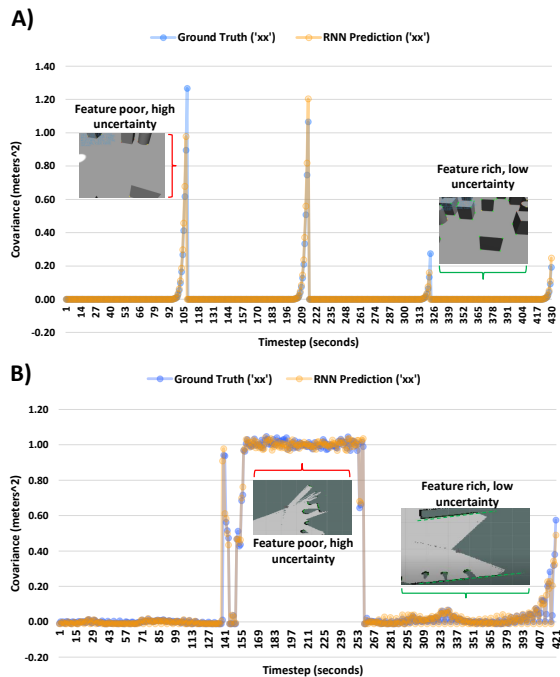 A)
Ground Truth ('xx') RNN Prediction ('xx')
1.40
1.20
1.00
0.80
0.60
0.40
0.20
0.00
-0.20
Covariance (meters^2)
Feature poor, high
uncertainty
Feature rich, low
uncertainty
1 14 27 40 53 66 79 92 105 118 131 144 157 170 183 196 209 222 235 248 261 274 287 300 313 326 339 352 365 378 391 404 417 430
Timestep (seconds)
B)
Ground Truth ('xx') RNN Prediction ('xx')
1.20
1.00
0.80
0.60
0.40
0.20
0.00
-0.20
Covariance (meters^2)
Feature poor, high
uncertainty
Feature rich, low
uncertainty
1 15 29 43 57 71 85 99 113 127 141 155 169 183 197 211 225 239 253 267 281 295 309 323 337 351 365 379 393 407 421
Timestep (seconds)